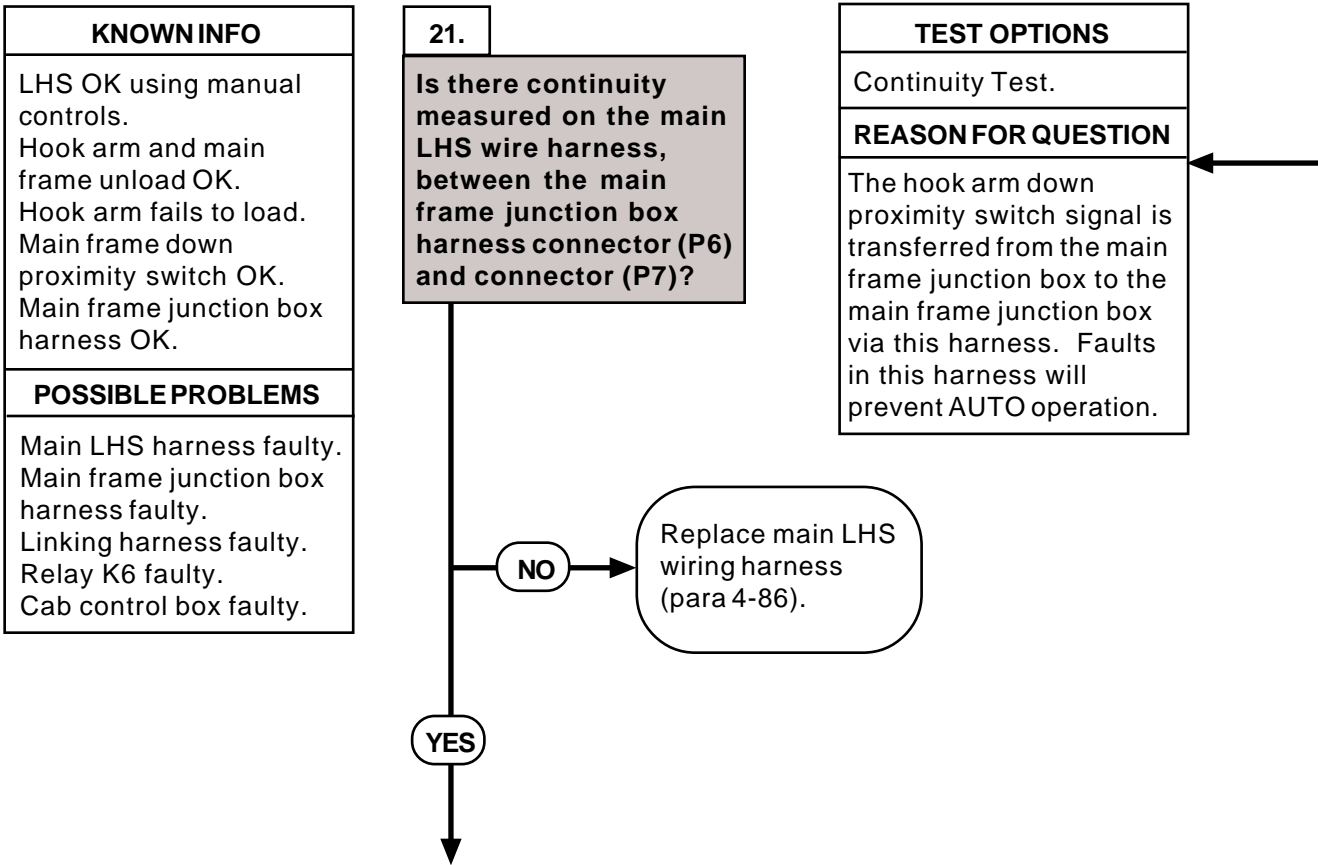 KNOWN INFO
LHS OK using manual
controls.
Hook arm and main
frame unload OK.
Hook arm fails to load.
Main frame down
proximity switch OK.
Main frame junction box
harness OK.
POSSIBLE PROBLEMS
Main LHS harness faulty.
Main frame junction box
harness faulty.
Linking harness faulty.
Relay K6 faulty.
Cab control box faulty.
21.
Is there continuity
measured on the main
LHS wire harness,
between the main
frame junction box
harness connector (P6)
and connector (P7)?
TEST OPTIONS
Continuity Test.
REASON FOR QUESTION
The hook arm down
proximity switch signal is
transferred from the main
frame junction box to the
main frame junction box
via this harness. Faults
in this harness will
prevent AUTO operation.
NO
Replace main LHS
wiring harness
(para 4-86).
YES